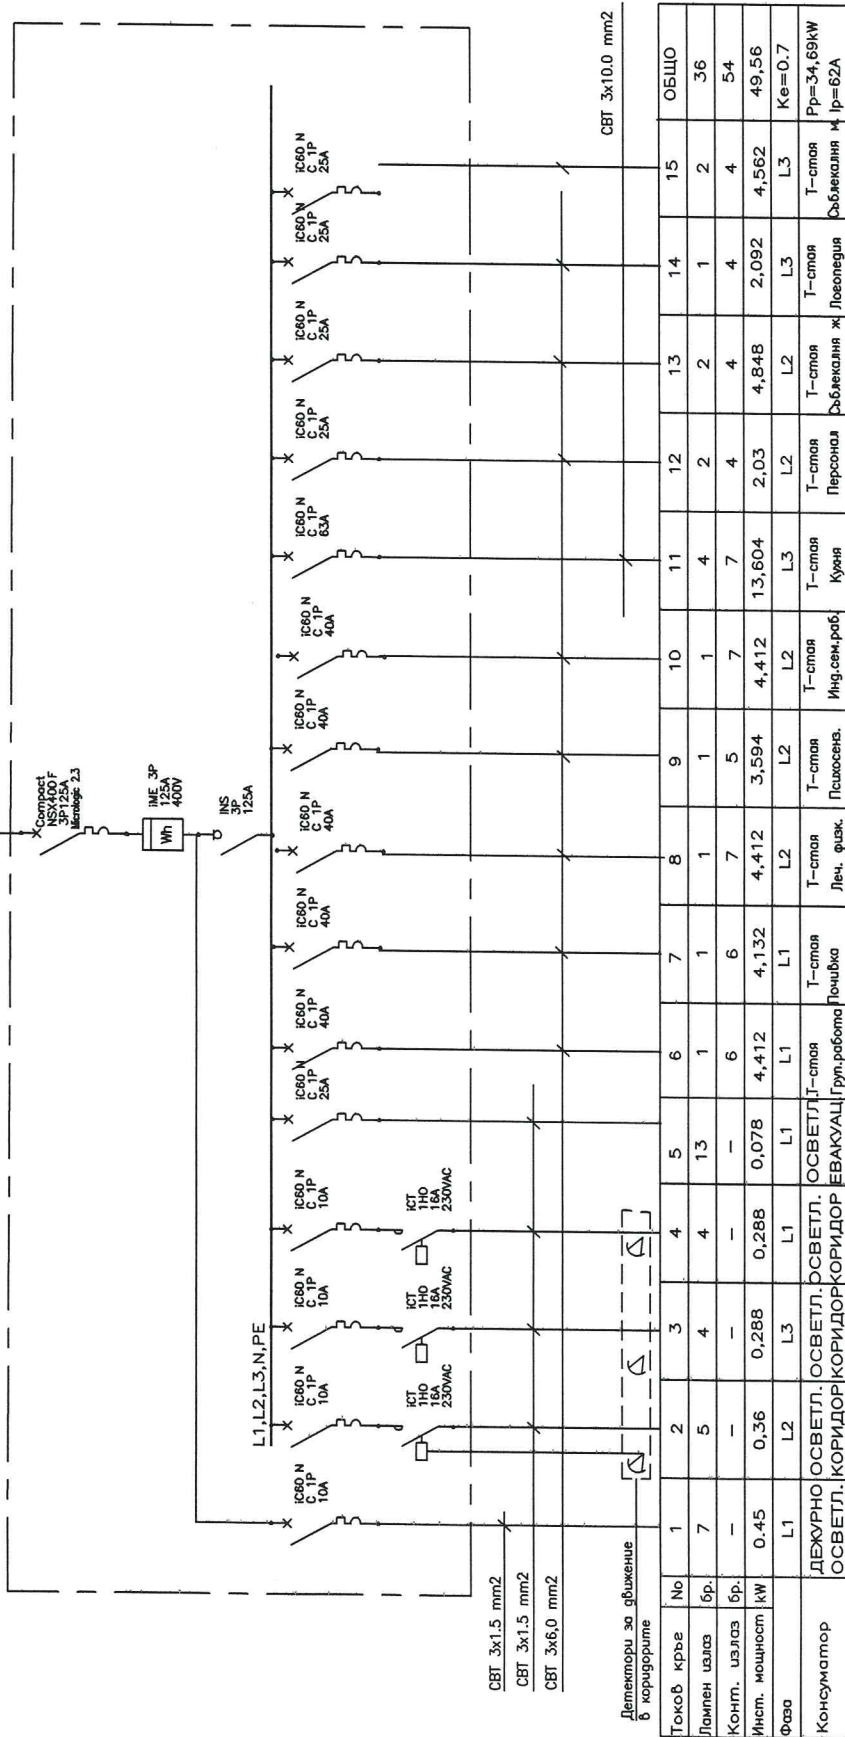 Compact
NSX400 F
3P125A
Micrologic 2.3
iME 3P
125A
400V
Wh
INS
3P
125A
L1,L2,L3,N,PE
iC60 N
C 1P
10A
iC60 N
C 1P
10A
iC60 N
C 1P
10A
iC60 N
C 1P
10A
iC60 N
C 1P
25A
iC60 N
C 1P
40A
iC60 N
C 1P
40A
iC60 N
C 1P
40A
iC60 N
C 1P
40A
iC60 N
C 1P
40A
iC60 N
C 1P
63A
iC60 N
C 1P
25A
iC60 N
C 1P
25A
iC60 N
C 1P
25A
iC60 N
C 1P
25A
iCT
1НО
16A
230VAC
iCT
1НО
16A
230VAC
iCT
1НО
16A
230VAC
СВТ 3x1.5 mm2
СВТ 3x1.5 mm2
СВТ 3x6,0 mm2
СВТ 3x10.0 mm2
Детектори за движение
в коридорите
Токов кръг No 1 2 3 4 5 6 7 8 9 10 11 12 13 14 15 ОБЩО
Лампен излаз бр. 7 5 4 4 13 1 1 1 1 1 4 2 2 1 2 36
Конт. излаз бр. – – – – – 6 6 7 5 7 7 4 4 4 4 54
Инст. мощност kW 0.45 0,36 0,288 0,288 0,078 4,412 4,132 4,412 3,594 4,412 13,604 2,03 4,848 2,092 4,562 49,56
Фаза L1 L2 L3 L1 L1 L1 L1 L2 L2 L2 L3 L2 L2 L3 L3 Ke=0.7
Консуматор
ДЕЖУРНО ОСВЕТЛ. ОСВЕТЛ. ОСВЕТЛ. ОСВЕТЛ. Т–стая Т–стая Т–стая Т–стая Т–стая Т–стая Т–стая Т–стая Т–стая Т–стая Pp=34,69kW
ОСВЕТЛ. КОРИДОР КОРИДОР КОРИДОР ЕВАКУАЦ. Груп.работа Почивка Леч. физк. Психосенз. Инд.сем.раб. Кухня Персонал Съблекалня ж. Логопедия Съблекалня м. Ip=62A